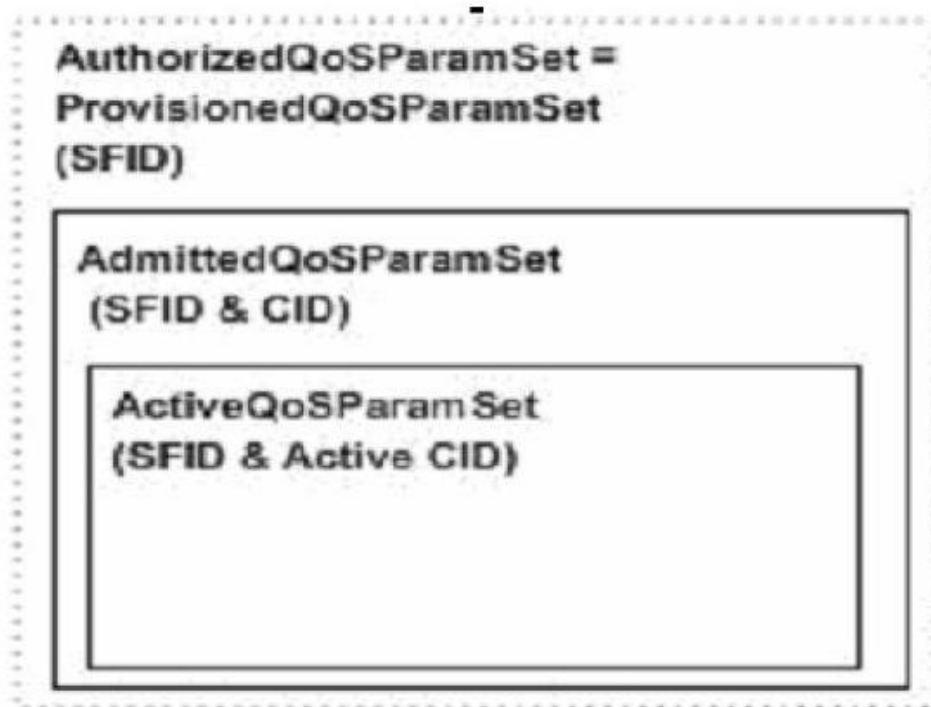 AuthorizedQoSParamSet =
ProvisionedQoSParamSet
(SFID)
AdmittedQoSParamSet
(SFID & CID)
ActiveQoSParamSet
(SFID & Active CID)